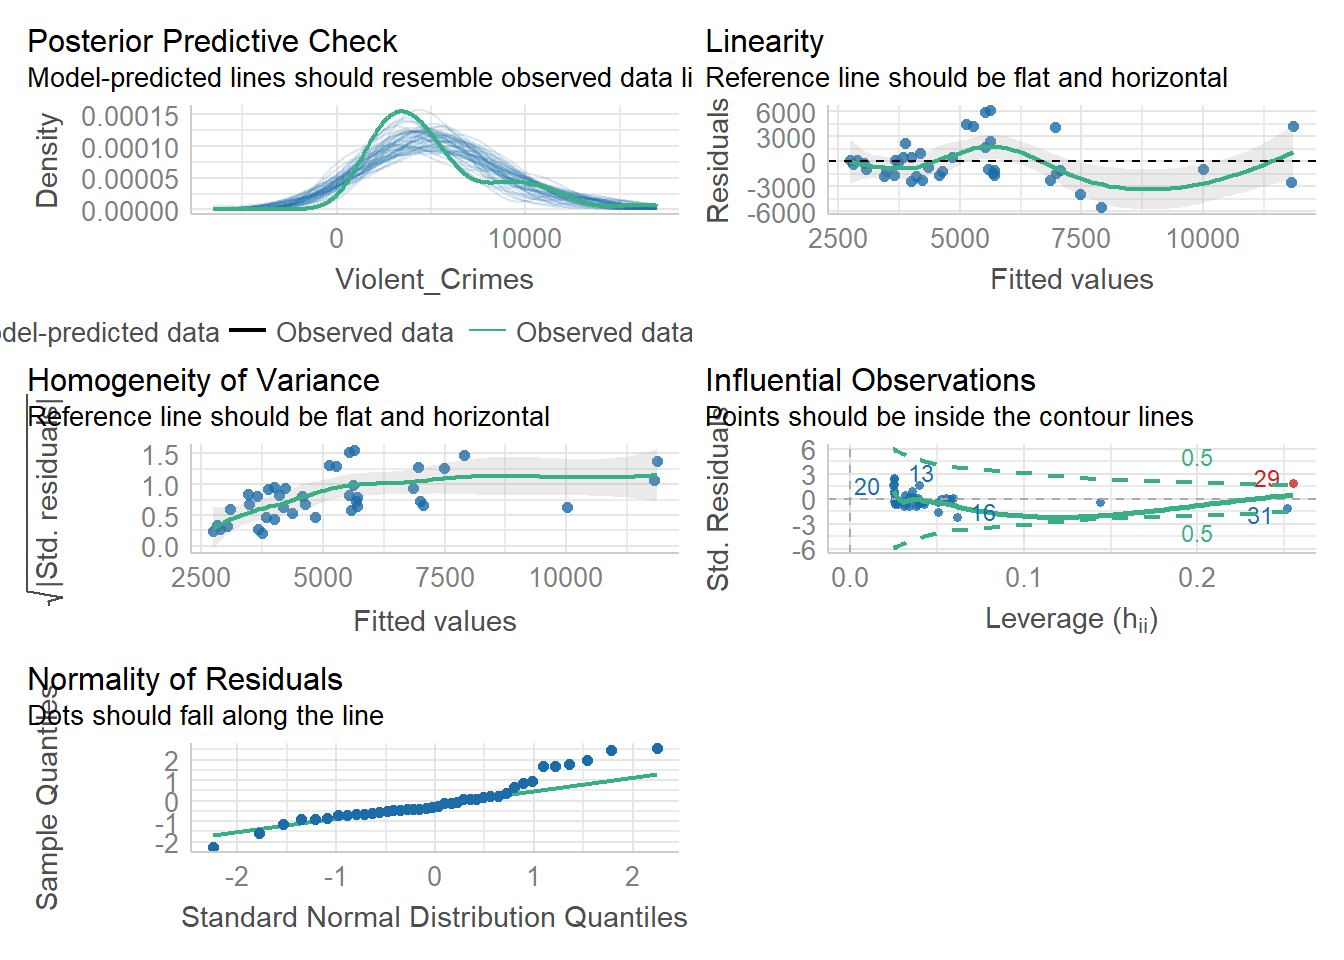 Posterior Predictive Check
Model-predicted lines should resemble observed data li
Density
0.00015
0.00010
0.00005
0.00000
0
10000
Violent_Crimes
del-predicted data
Observed data
Observed data
Linearity
Reference line should be flat and horizontal
Residuals
6000
3000
0
-3000
-6000
2500
5000
7500
10000
Fitted values
Homogeneity of Variance
Reference line should be flat and horizontal
√|Std. residuals|
1.5
1.0
0.5
0.0
2500
5000
7500
10000
Fitted values
Influential Observations
Points should be inside the contour lines
Std. Residuals
6
3
0
-3
-6
20
13
16
0.5
29
31
0.5
0.0
0.1
0.2
Leverage (hii)
Normality of Residuals
Dots should fall along the line
Sample Quantiles
2
1
0
-1
-2
-2
-1
0
1
2
Standard Normal Distribution Quantiles